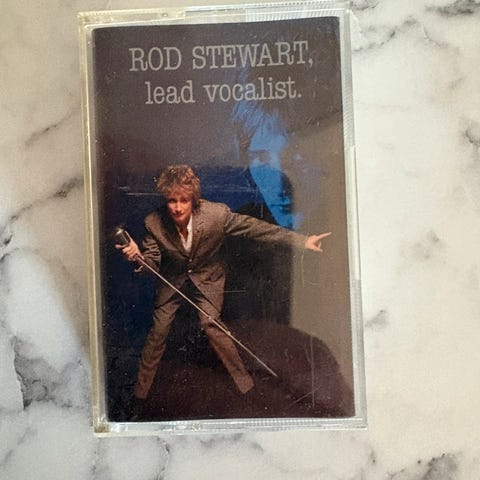 ROD STEWART,
lead vocalist.